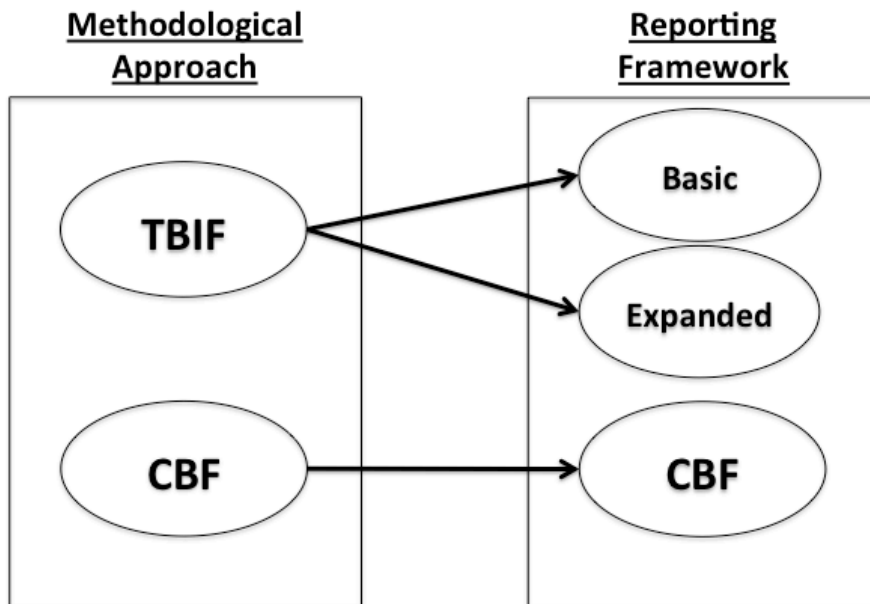 Methodological
Approach
Reporting
Framework
TBIF
Basic
Expanded
CBF
CBF